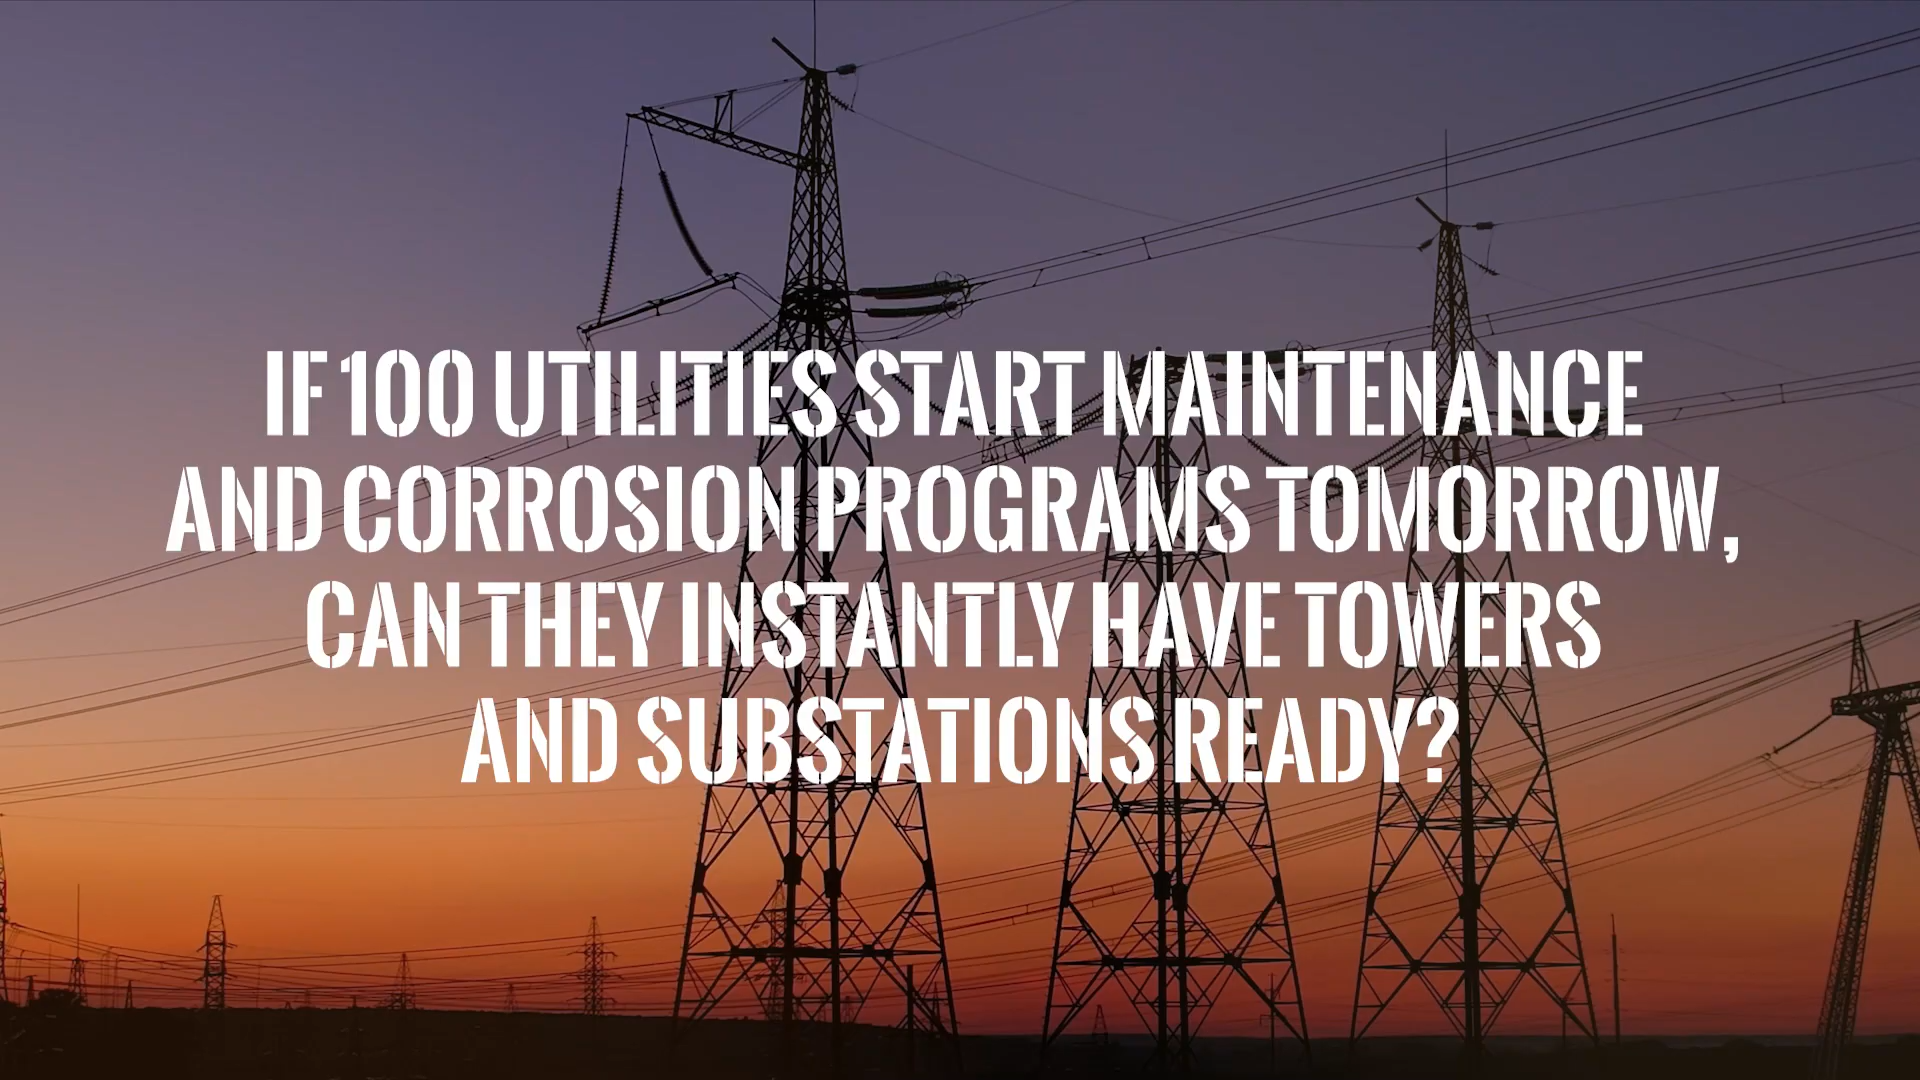 IF 100 UTILITIES START MAINTENANCE
AND CORROSION PROGRAMS TOMORROW,
CAN THEY INSTANTLY HAVE TOWERS
AND SUBSTATIONS READY?